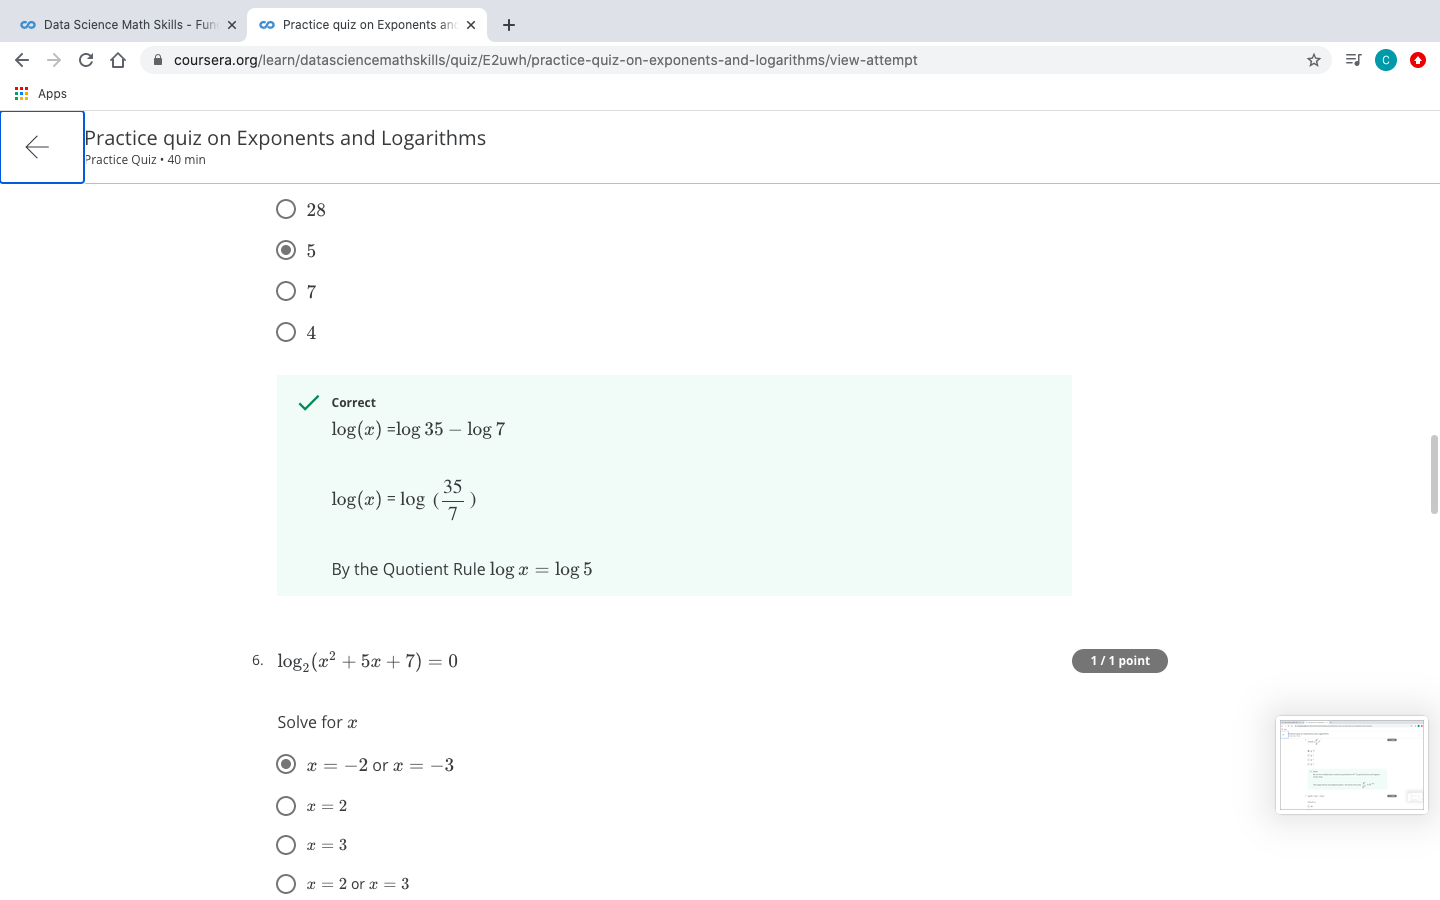 Data Science Math Skills - Fun
Practice quiz on Exponents an
coursera.org/learn/datasciencemathskills/quiz/E2uwh/practice-quiz-on-exponents-and-logarithms/view-attempt
C
Apps
Practice quiz on Exponents and Logarithms
Practice Quiz • 40 min
28
5
7
4
Correct
log(x) =log 35 − log 7
log(x) = log (35/7)
By the Quotient Rule log x = log 5
6. log₂(x² + 5x + 7) = 0
1 / 1 point
Solve for x
x = −2 or x = −3
x = 2
x = 3
x = 2 or x = 3